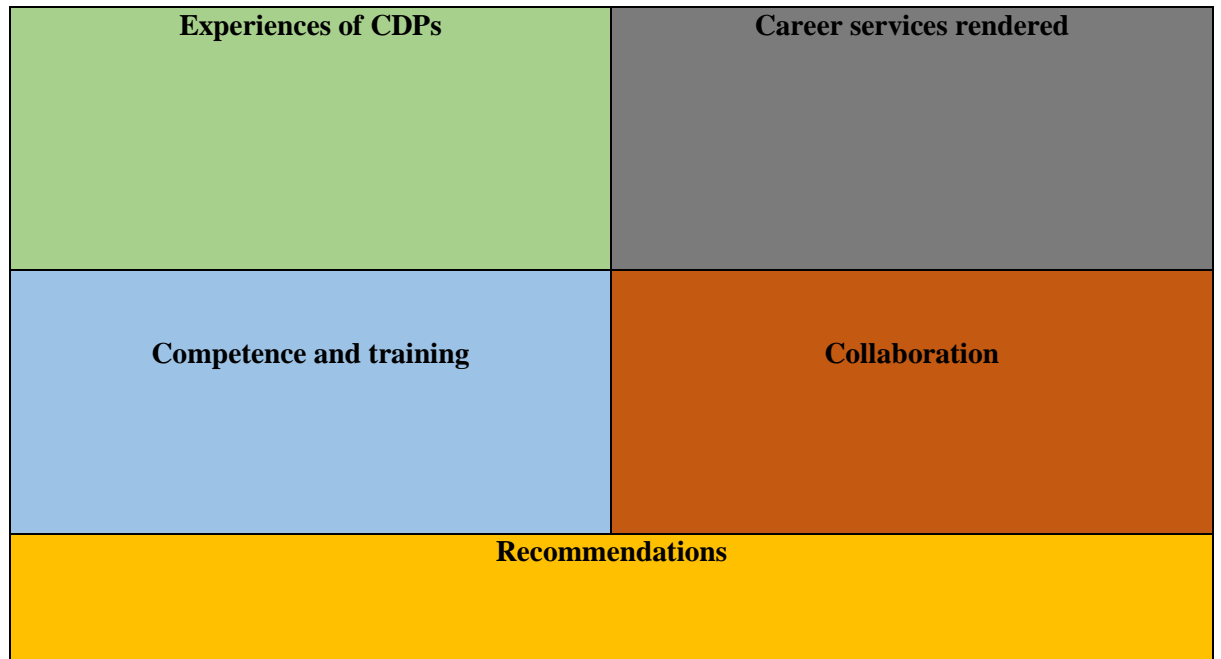 Experiences of CDPs
Career services rendered
Competence and training
Collaboration
Recommendations